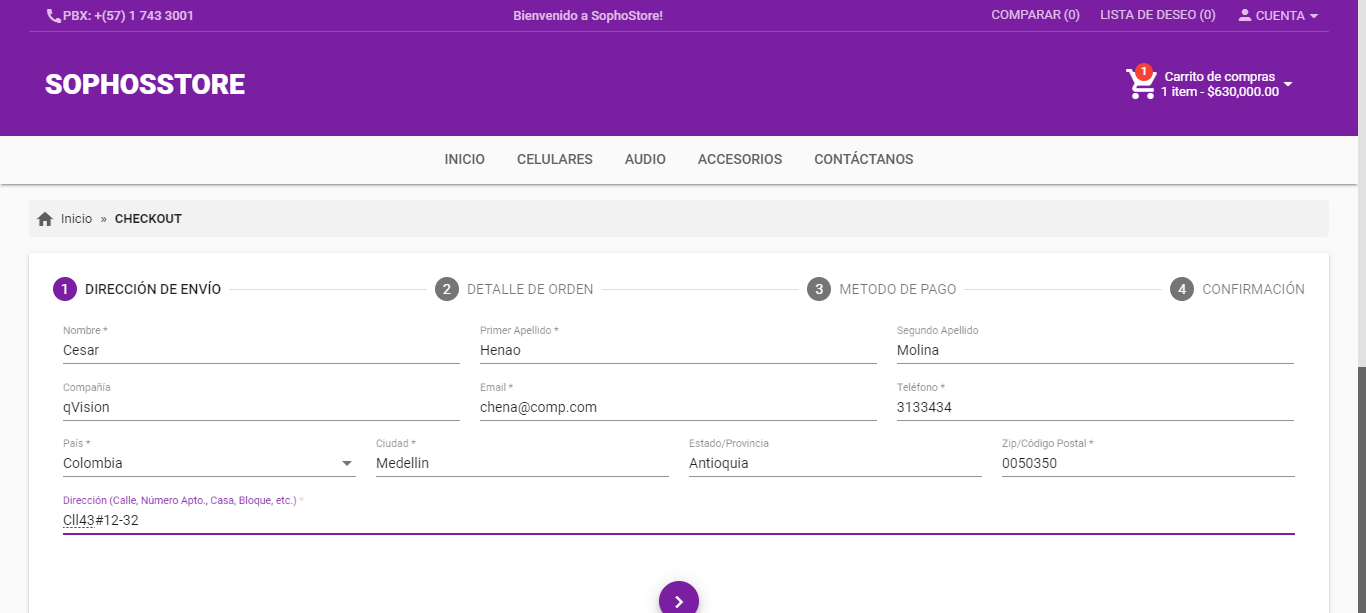 PBX: +(57) 1 743 3001 Bienvenido a SophoStore! COMPARAR (0) LISTA DE DESEO (0) CUENTA
SOPHOSSTORE
1
Carrito de compras
1 item - $630,000.00
INICIO CELULARES AUDIO ACCESORIOS CONTÁCTANOS
Inicio » CHECKOUT
1 DIRECCIÓN DE ENVÍO 2 DETALLE DE ORDEN 3 METODO DE PAGO 4 CONFIRMACIÓN
Nombre * Primer Apellido * Segundo Apellido
Cesar Henao Molina
Compañía Email * Teléfono *
qVision chena@comp.com 3133434
País * Ciudad * Estado/Provincia Zip/Código Postal *
Colombia Medellin Antioquia 0050350
Dirección (Calle, Número Apto., Casa, Bloque, etc.) *
Cll43#12-32